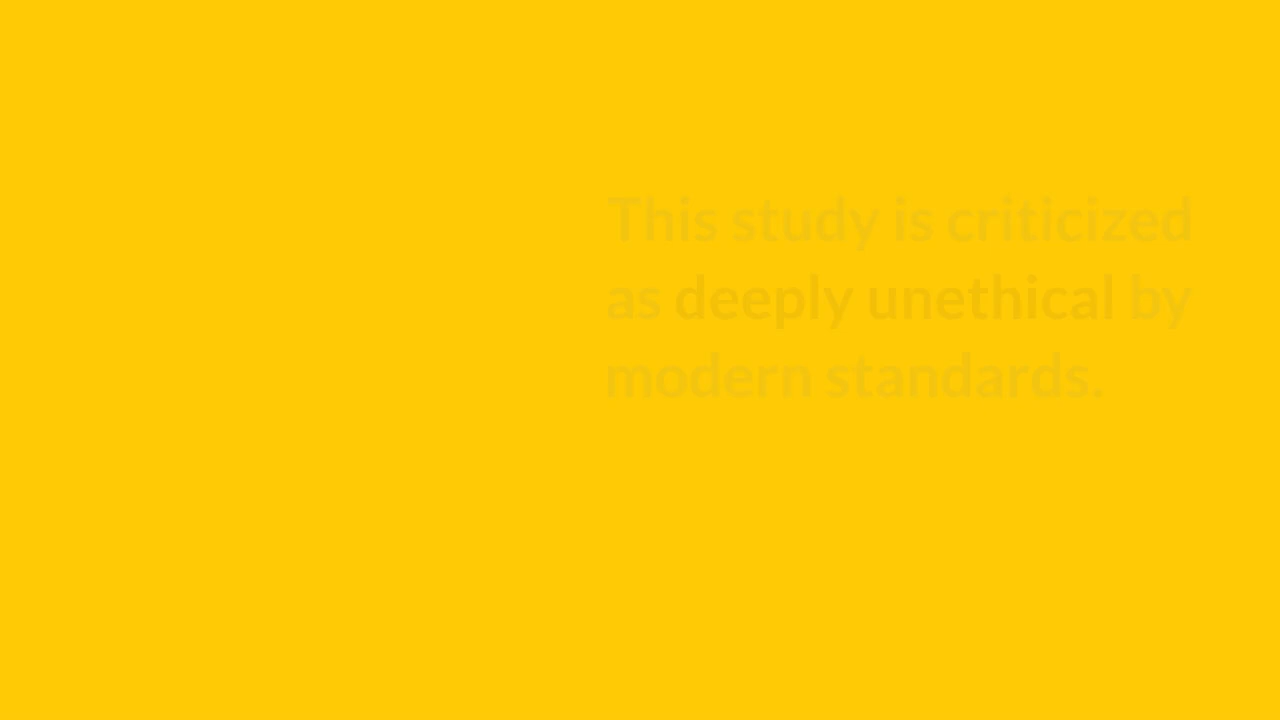 This study is criticized
as deeply unethical by
modern standards.